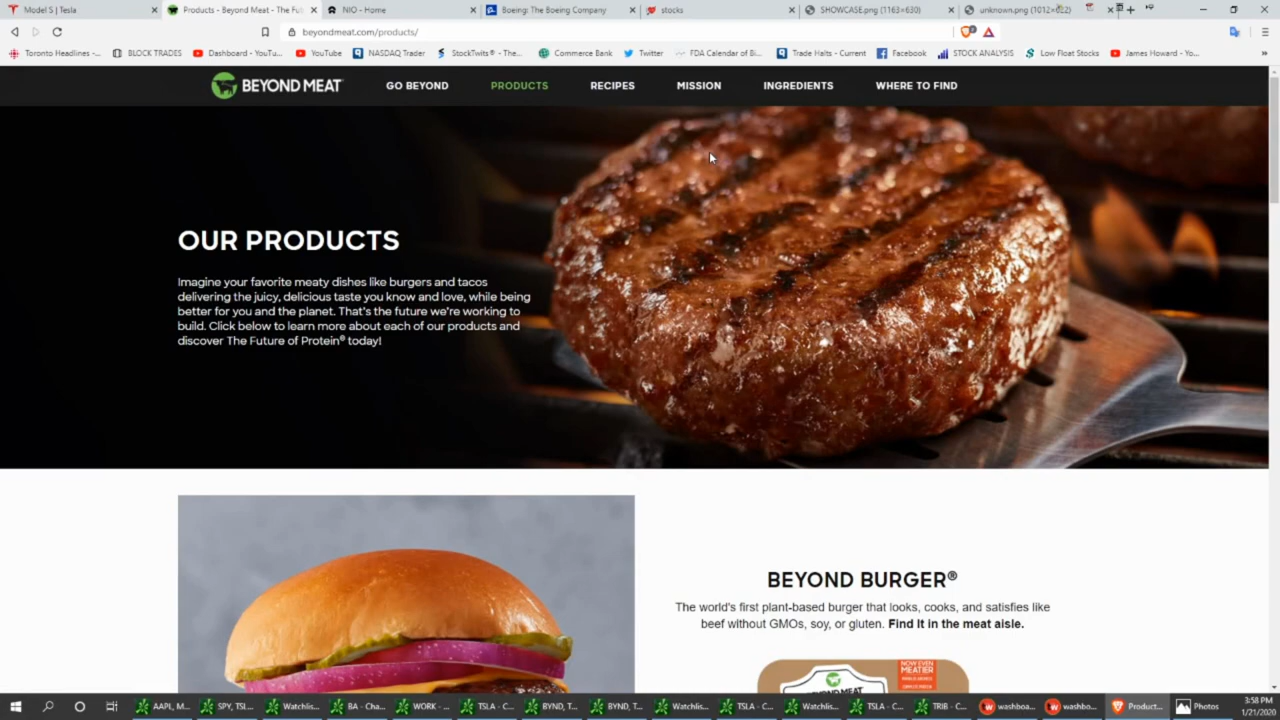 Model S | Tesla
Products - Beyond Meat - The Fut
NIO - Home
Boeing: The Boeing Company
stocks
SHOWCASE.png (1163×630)
unknown.png (1012×622)
beyondmeat.com/products/
Toronto Headlines -...
BLOCK TRADES
Dashboard - YouTu...
YouTube
NASDAQ Trader
StockTwits® - The...
Commerce Bank
Twitter
FDA Calendar of Bi...
Trade Halts - Current
Facebook
STOCK ANALYSIS
Low Float Stocks
James Howard - Yo...
BEYOND MEAT
GO BEYOND
PRODUCTS
RECIPES
MISSION
INGREDIENTS
WHERE TO FIND
OUR PRODUCTS
Imagine your favorite meaty dishes like burgers and tacos
delivering the juicy, delicious taste you know and love, while being
better for you and the planet. That's the future we're working to
build. Click below to learn more about each of our products and
discover The Future of Protein® today!
BEYOND BURGER®
The world's first plant-based burger that looks, cooks, and satisfies like
beef without GMOs, soy, or gluten. Find It in the meat aisle.
NOW EVEN
MEATIER
BEYOND MEAT
AAPL, M...
SPY, TSL...
Watchlis...
BA - Cha...
WORK - ...
TSLA - C...
BYND, T...
BYND, T...
Watchlis...
TSLA - C...
Watchlis...
TSLA - C...
TRIB - C...
washboa...
washbo...
Product...
Photos
3:58 PM
1/21/2020